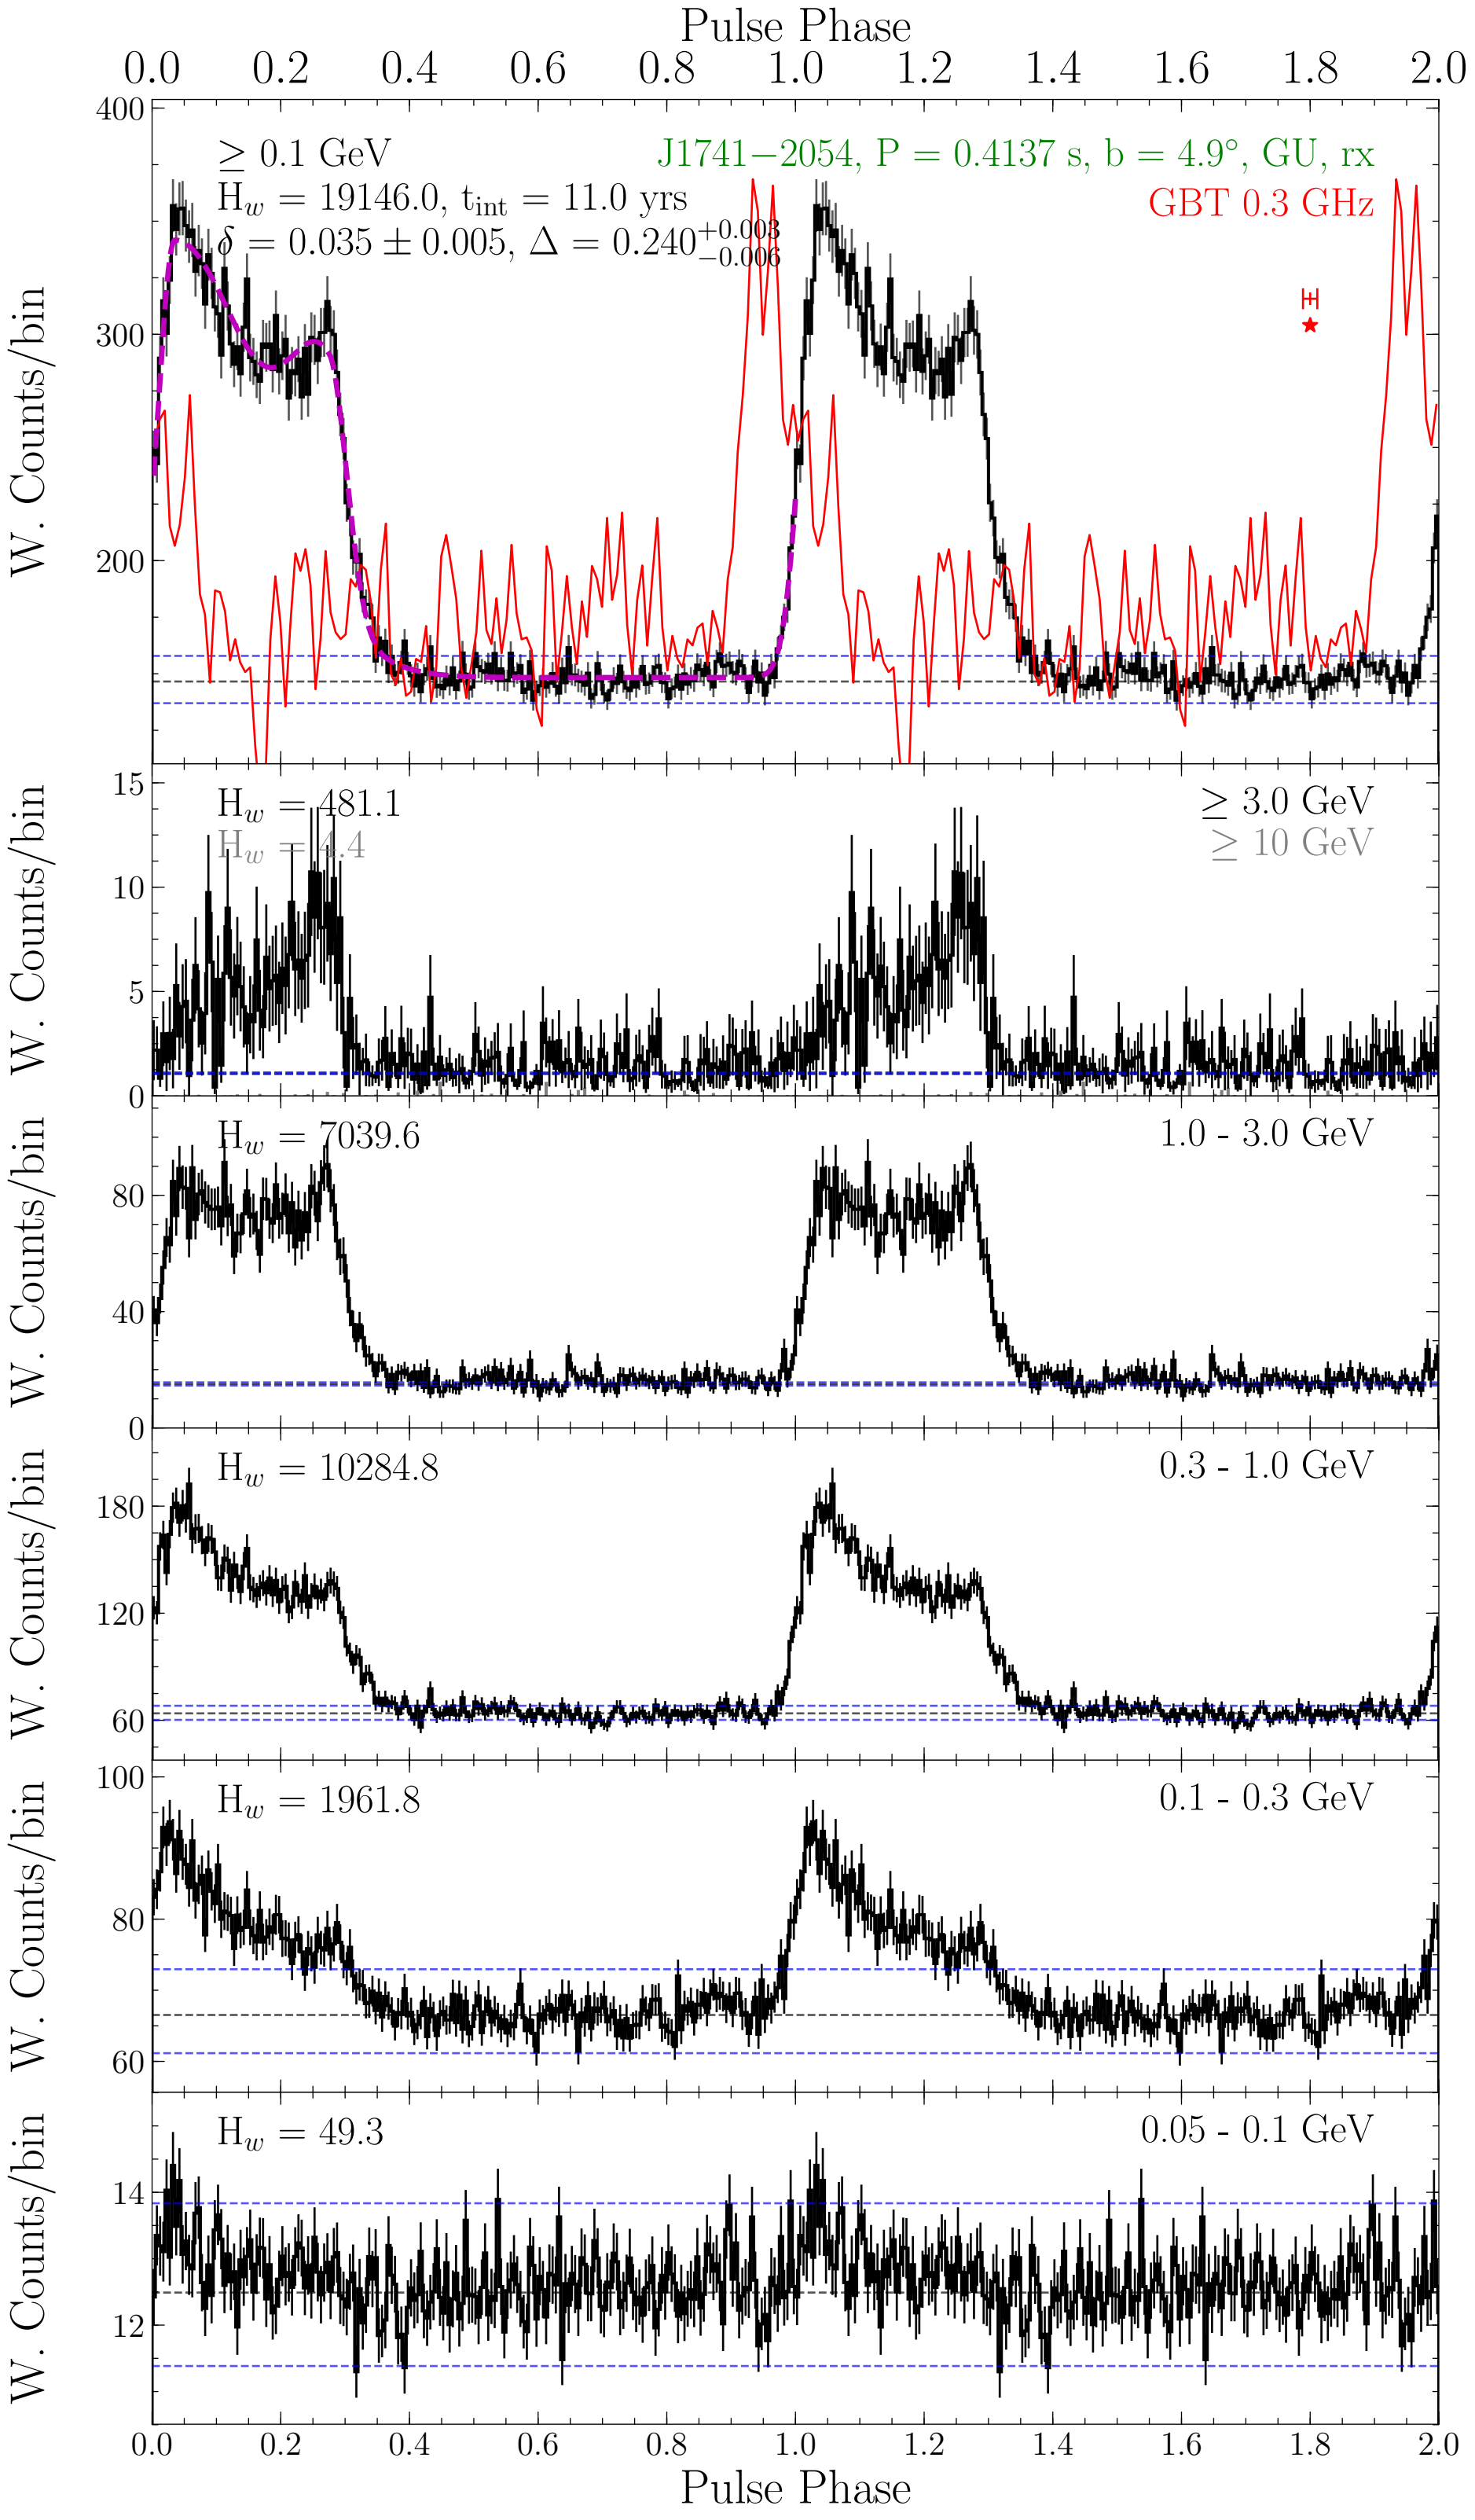 Pulse Phase
0.0 0.2 0.4 0.6 0.8 1.0 1.2 1.4 1.6 1.8 2.0
W. Counts/bin
400
300
200
≥ 0.1 GeV
H_w = 19146.0, t_int = 11.0 yrs
δ = 0.035 ± 0.005, Δ = 0.240^{+0.003}_{−0.006}
J1741−2054, P = 0.4137 s, b = 4.9°, GU, rx
GBT 0.3 GHz
W. Counts/bin
15
10
5
0
H_w = 481.1
H_w = 4.4
≥ 3.0 GeV
≥ 10 GeV
W. Counts/bin
0
80
40
0
H_w = 7039.6
1.0 - 3.0 GeV
W. Counts/bin
180
120
60
H_w = 10284.8
0.3 - 1.0 GeV
W. Counts/bin
100
80
60
H_w = 1961.8
0.1 - 0.3 GeV
W. Counts/bin
14
12
H_w = 49.3
0.05 - 0.1 GeV
0.0 0.2 0.4 0.6 0.8 1.0 1.2 1.4 1.6 1.8 2.0
Pulse Phase